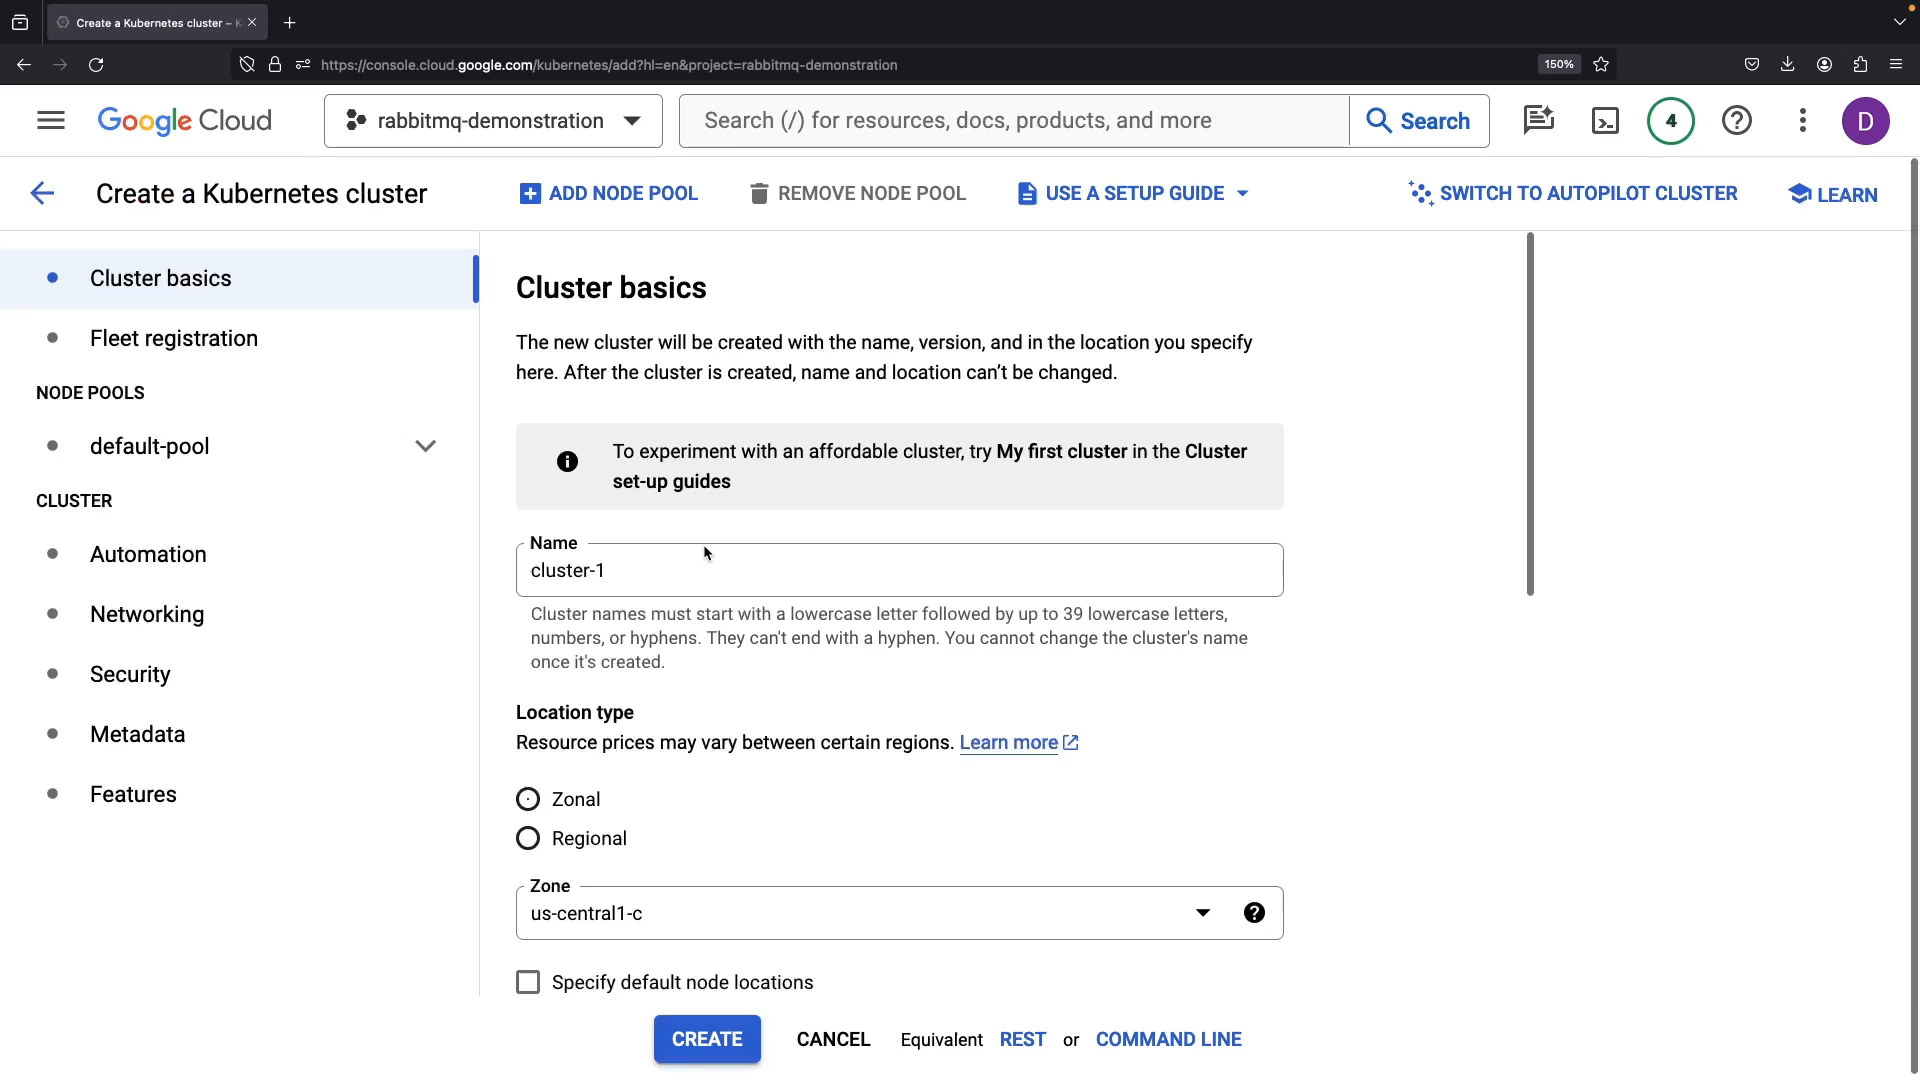 Create a Kubernetes cluster – K
https://console.cloud.google.com/kubernetes/add?hl=en&project=rabbitmq-demonstration
150%
Google Cloud
rabbitmq-demonstration
Search (/) for resources, docs, products, and more
Search
4
D
Create a Kubernetes cluster
ADD NODE POOL
REMOVE NODE POOL
USE A SETUP GUIDE
SWITCH TO AUTOPILOT CLUSTER
LEARN
Cluster basics
Fleet registration
NODE POOLS
default-pool
CLUSTER
Automation
Networking
Security
Metadata
Features
Cluster basics
The new cluster will be created with the name, version, and in the location you specify
here. After the cluster is created, name and location can’t be changed.
To experiment with an affordable cluster, try My first cluster in the Cluster
set-up guides
Name
cluster-1
Cluster names must start with a lowercase letter followed by up to 39 lowercase letters,
numbers, or hyphens. They can't end with a hyphen. You cannot change the cluster's name
once it's created.
Location type
Resource prices may vary between certain regions. Learn more
Zonal
Regional
Zone
us-central1-c
Specify default node locations
CREATE CANCEL Equivalent REST or COMMAND LINE